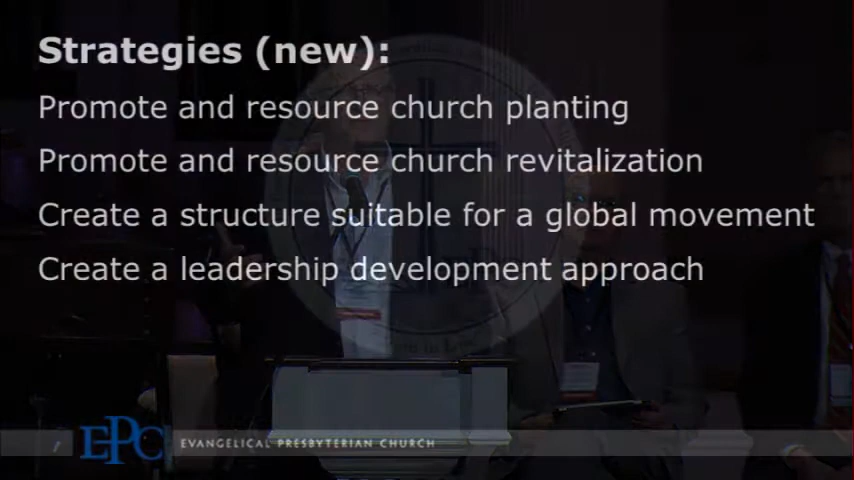 Strategies (new):
Promote and resource church planting
Promote and resource church revitalization
Create a structure suitable for a global movement
Create a leadership development approach
EPC EVANGELICAL PRESBYTERIAN CHURCH